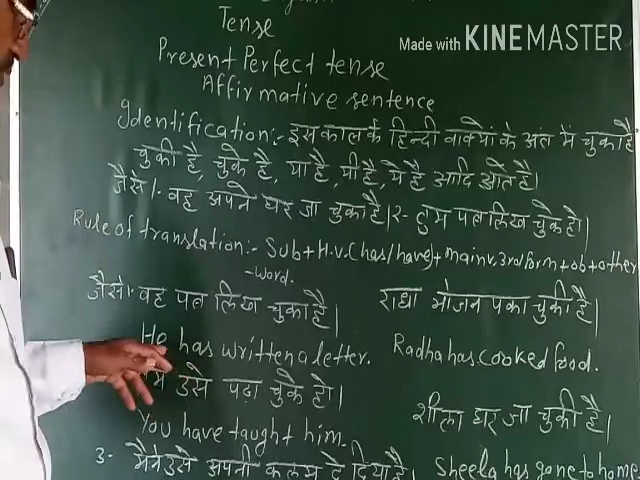 Tense
Made with KINEMASTER
Present Perfect tense
Affirmative sentence
Identification:- इस काल के हिन्दी वाक्यों के अंत में चुका है
चुकी है, चुके है, या है, यी है, ये है आदि आते है।
जैसे:- वह अपने घर जा चुका है। २- तुम पत्र लिख चुके हो।
Rule of translation:- Sub + H.v. (has/have) + main v. 3rd form + ob + other
-word.
जैसे:- वह पत्र लिख चुका है। राधा भोजन पका चुकी है।
He has written a letter. Radha has cooked food.
उसे पढ़ा चुके हो।
शीला घर जा चुकी है।
You have taught him.
3- मैने उसे अपनी कलम दे दिया है। Sheela has gone to home